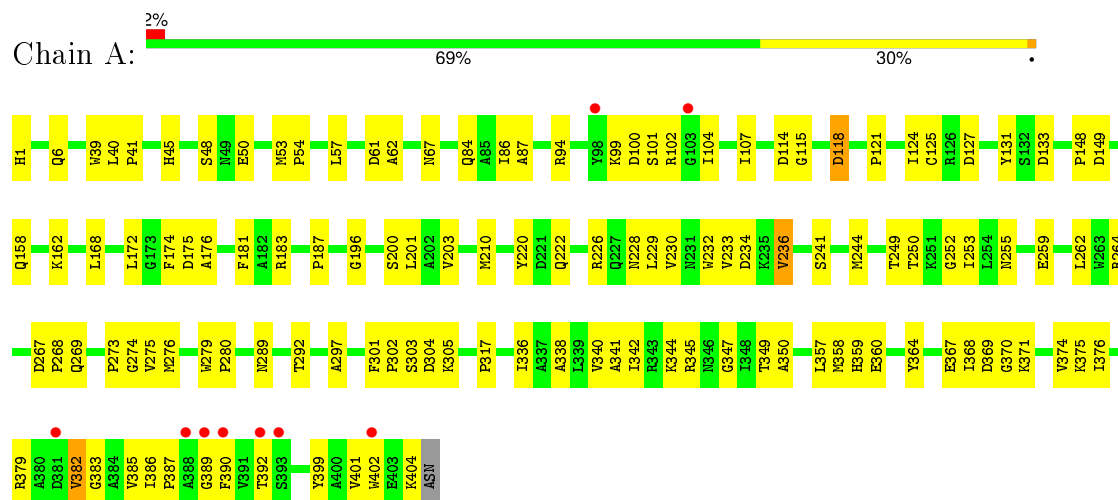 2%
Chain A:
69% 30% •
H1 Q6 W39 L40 P41 H45 S48 N49 E50 M53 P54 L57 D61 A62 N67 Q84 A85 I86 A87 R94 Y98 K99 D100 S101 R102 G103 I104 I107 D114 G115 D118 P121 I124 C125 R126 D127 Y131 S132 D133 P148 D149
Q158 K162 L168 L172 G173 F174 D175 A176 F181 A182 R183 P187 G196 S200 L201 A202 V203 M210 Y220 D221 Q222 R226 Q227 N228 L229 V230 N231 W232 V233 D234 K235 V236 S241 M244 T249 T250 K251 G252 I253 L254 N255 E259 L262 W263 R264
D267 P268 Q269 P273 G274 V275 M276 W279 P280 N289 T292 A297 F301 P302 S303 D304 K305 P317 I336 A337 A338 L339 V340 A341 I342 R343 K344 R345 N346 G347 I348 T349 A350 L357 M358 H359 E360 Y364 E367 I368 D369 G370 K371 V374 K375 I376
R379 A380 D381 V382 G383 A384 V385 I386 P387 A388 G389 F390 V391 T392 S393 Y399 A400 V401 W402 E403 K404 ASN